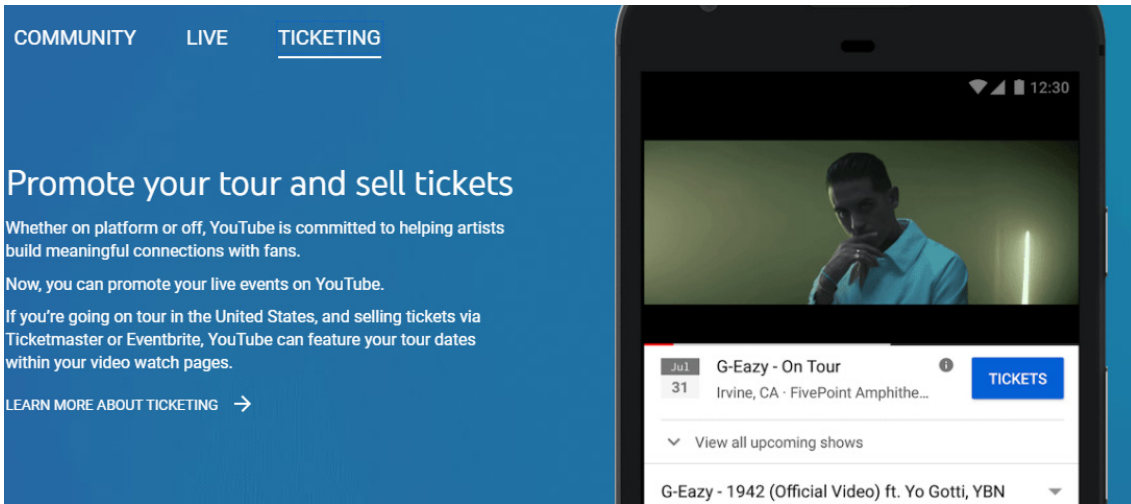 COMMUNITY LIVE TICKETING
Promote your tour and sell tickets
Whether on platform or off, YouTube is committed to helping artists
build meaningful connections with fans.
Now, you can promote your live events on YouTube.
If you're going on tour in the United States, and selling tickets via
Ticketmaster or Eventbrite, YouTube can feature your tour dates
within your video watch pages.
LEARN MORE ABOUT TICKETING →
12:30
Jul
31
G-Eazy - On Tour
Irvine, CA · FivePoint Amphithe...
TICKETS
View all upcoming shows
G-Eazy - 1942 (Official Video) ft. Yo Gotti, YBN